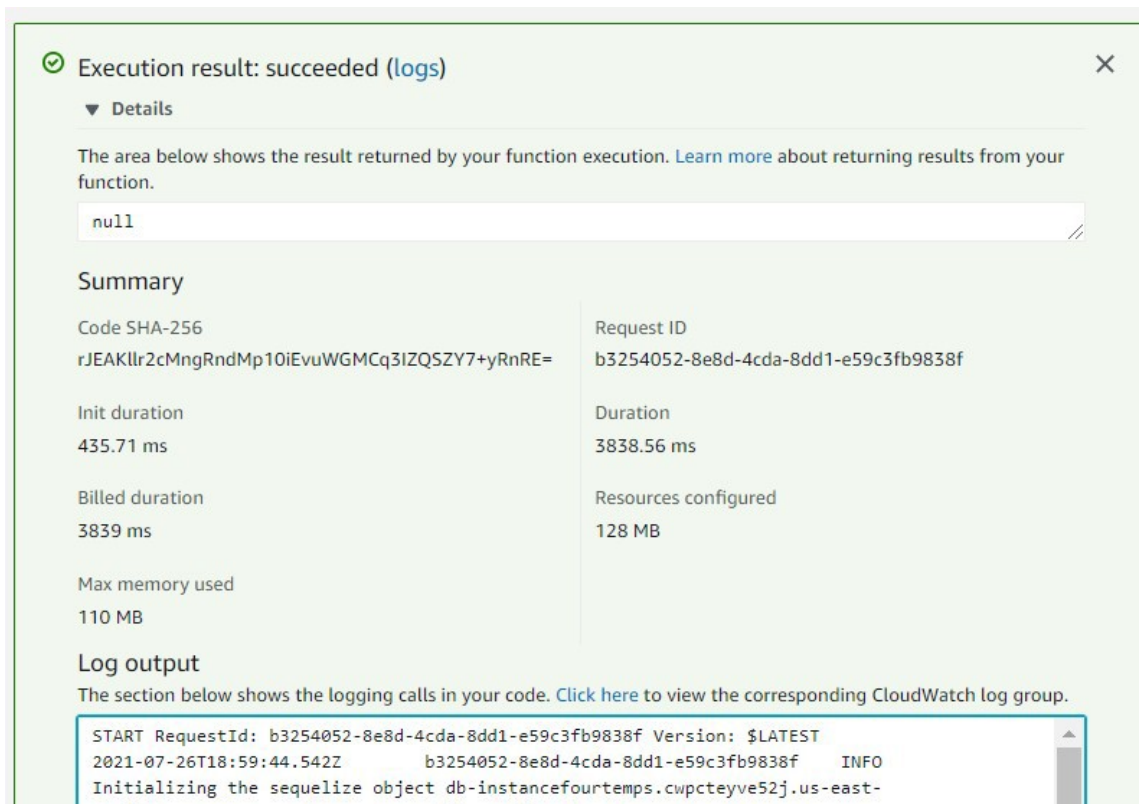 Execution result: succeeded (logs)
Details
The area below shows the result returned by your function execution. Learn more about returning results from your
function.
null
Summary
Code SHA-256
rJEAKllr2cMngRndMp10iEvuWGMCq3IZQSZY7+yRnRE=
Request ID
b3254052-8e8d-4cda-8dd1-e59c3fb9838f
Init duration
435.71 ms
Duration
3838.56 ms
Billed duration
3839 ms
Resources configured
128 MB
Max memory used
110 MB
Log output
The section below shows the logging calls in your code. Click here to view the corresponding CloudWatch log group.
START RequestId: b3254052-8e8d-4cda-8dd1-e59c3fb9838f Version: $LATEST
2021-07-26T18:59:44.542Z b3254052-8e8d-4cda-8dd1-e59c3fb9838f INFO
Initializing the sequelize object db-instancefourtemps.cwpcteyve52j.us-east-